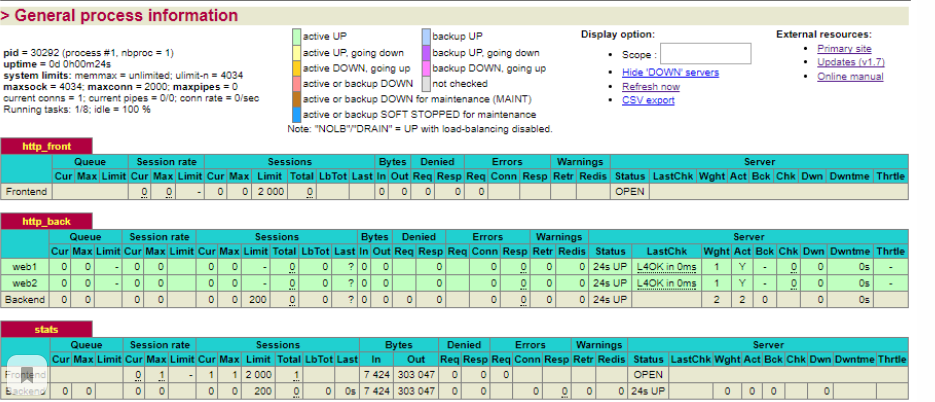 > General process information
pid = 30292 (process #1, nbproc = 1)
uptime = 0d 0h00m24s
system limits: memmax = unlimited; ulimit-n = 4034
maxsock = 4034; maxconn = 2000; maxpipes = 0
current conns = 1; current pipes = 0/0; conn rate = 0/sec
Running tasks: 1/8; idle = 100 %
active UP backup UP
active UP, going down backup UP, going down
active DOWN, going up backup DOWN, going up
active or backup DOWN not checked
active or backup DOWN for maintenance (MAINT)
active or backup SOFT STOPPED for maintenance
Note: "NOLB"/"DRAIN" = UP with load-balancing disabled.
Display option:
Scope :
Hide 'DOWN' servers
Refresh now
CSV export
External resources:
Primary site
Updates (v1.7)
Online manual
http_front
Queue Session rate Sessions Bytes Denied Errors Warnings Server
Cur Max Limit Cur Max Limit Cur Max Limit Total LbTot Last In Out Req Resp Req Conn Resp Retr Redis Status LastChk Wght Act Bck Chk Dwn Dwntme Thrtle
Frontend 0 0 - 0 0 2 000 0 0 0 0 0 0 OPEN
http_back
Queue Session rate Sessions Bytes Denied Errors Warnings Server
Cur Max Limit Cur Max Limit Cur Max Limit Total LbTot Last In Out Req Resp Req Conn Resp Retr Redis Status LastChk Wght Act Bck Chk Dwn Dwntme Thrtle
web1 0 0 - 0 0 0 0 - 0 0 ? 0 0 0 0 0 0 0 24s UP L4OK in 0ms 1 Y - 0 0 0s -
web2 0 0 - 0 0 0 0 - 0 0 ? 0 0 0 0 0 0 0 24s UP L4OK in 0ms 1 Y - 0 0 0s -
Backend 0 0 0 0 0 0 200 0 0 ? 0 0 0 0 0 0 0 0 24s UP 2 2 0 0 0s
stats
Queue Session rate Sessions Bytes Denied Errors Warnings Server
Cur Max Limit Cur Max Limit Cur Max Limit Total LbTot Last In Out Req Resp Req Conn Resp Retr Redis Status LastChk Wght Act Bck Chk Dwn Dwntme Thrtle
Frontend 0 1 - 1 1 2 000 1 7 424 303 047 0 0 0 OPEN
Backend 0 0 0 0 0 0 200 0 0 0s 7 424 303 047 0 0 0 0 0 0 24s UP 0 0 0 0